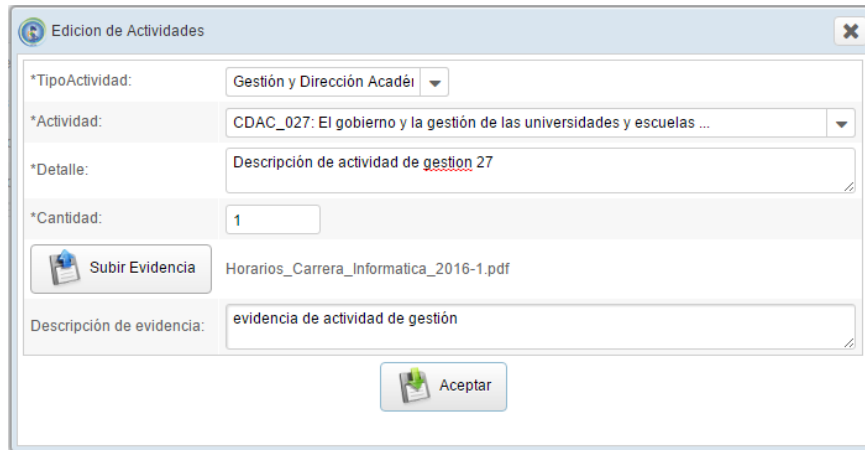 Edicion de Actividades
*TipoActividad: Gestión y Dirección Acadéi
*Actividad: CDAC_027: El gobierno y la gestión de las universidades y escuelas ...
*Detalle: Descripción de actividad de gestion 27
*Cantidad: 1
Subir Evidencia Horarios_Carrera_Informatica_2016-1.pdf
Descripción de evidencia: evidencia de actividad de gestión
Aceptar